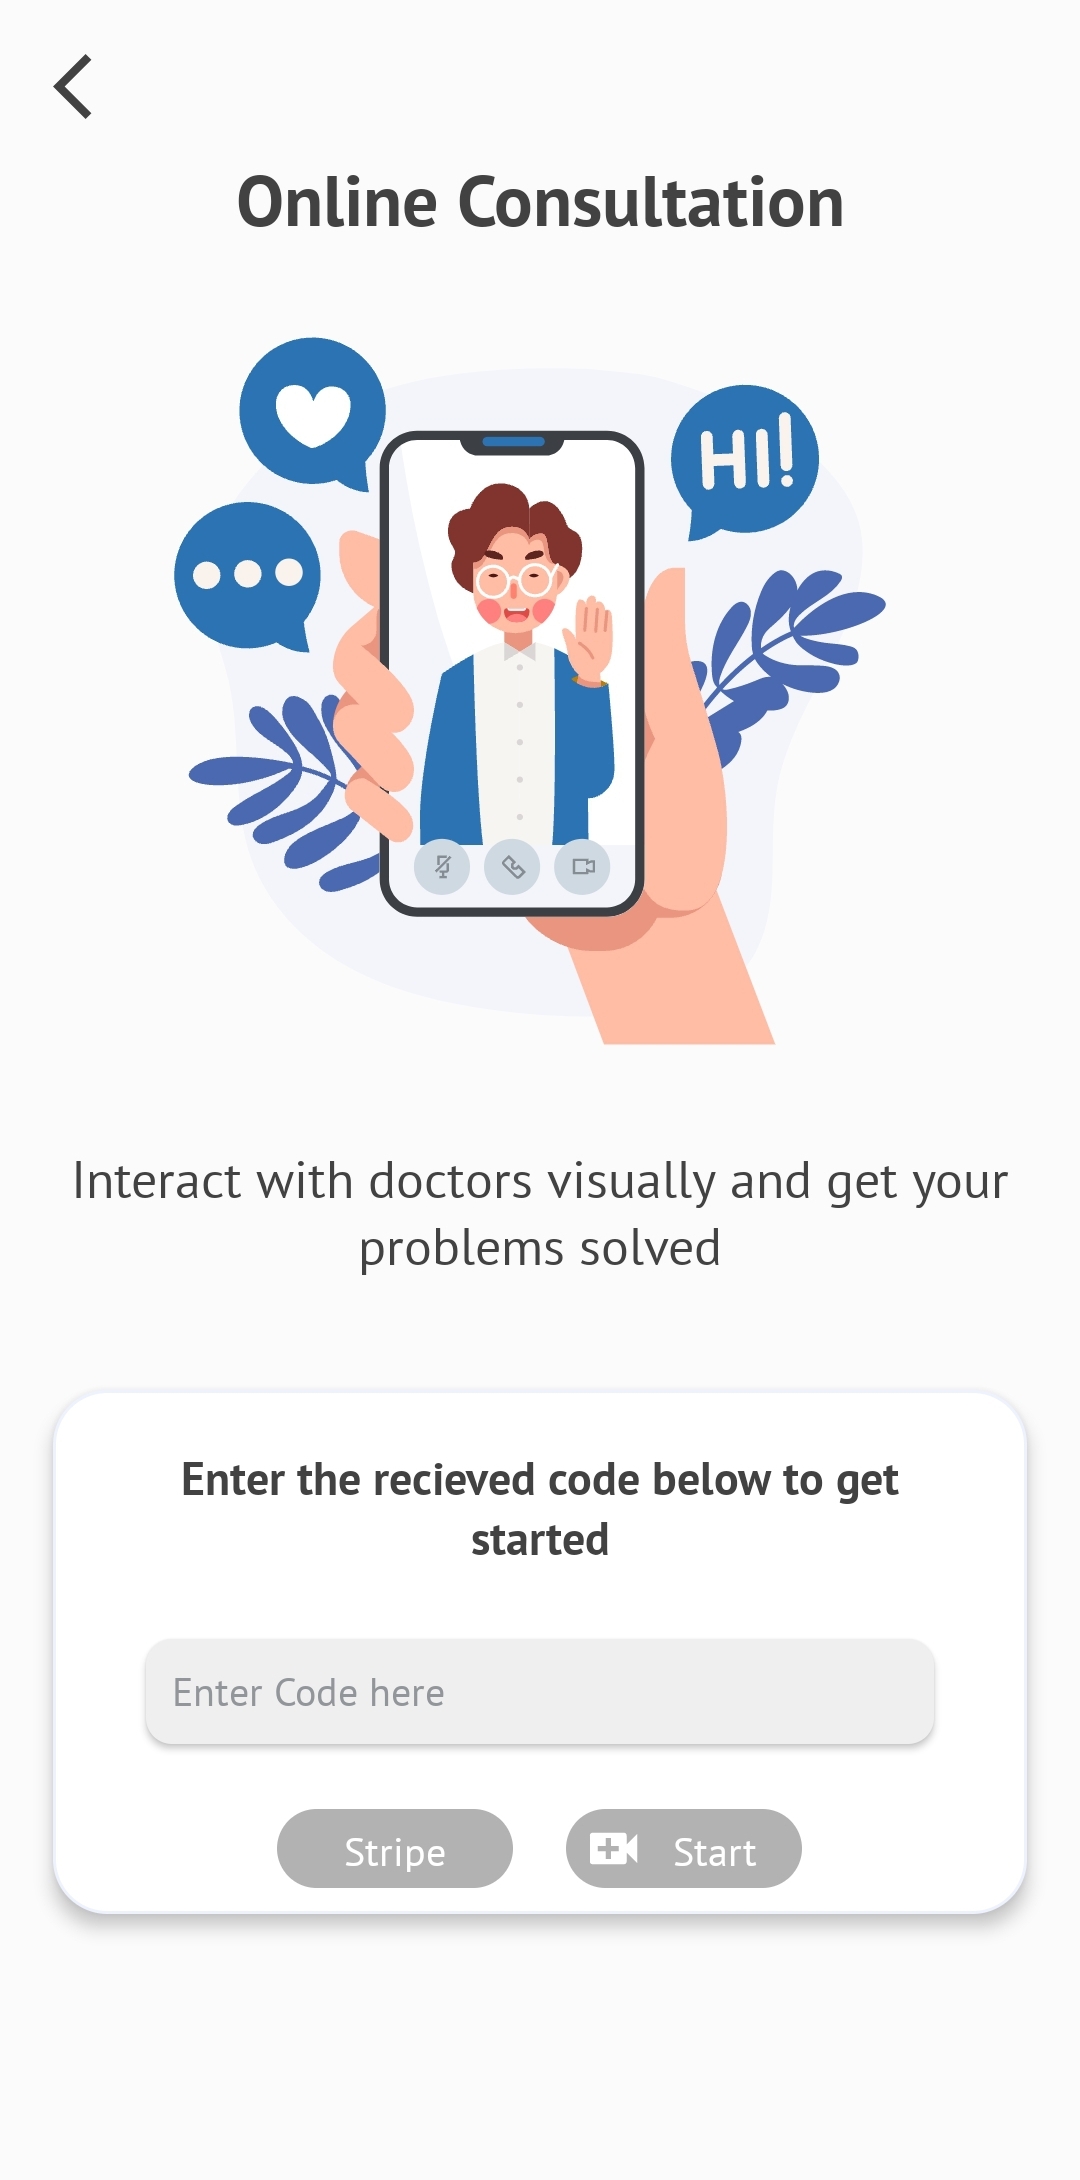 Online Consultation
HI!
Interact with doctors visually and get your
problems solved
Enter the recieved code below to get
started
Enter Code here
Stripe
Start